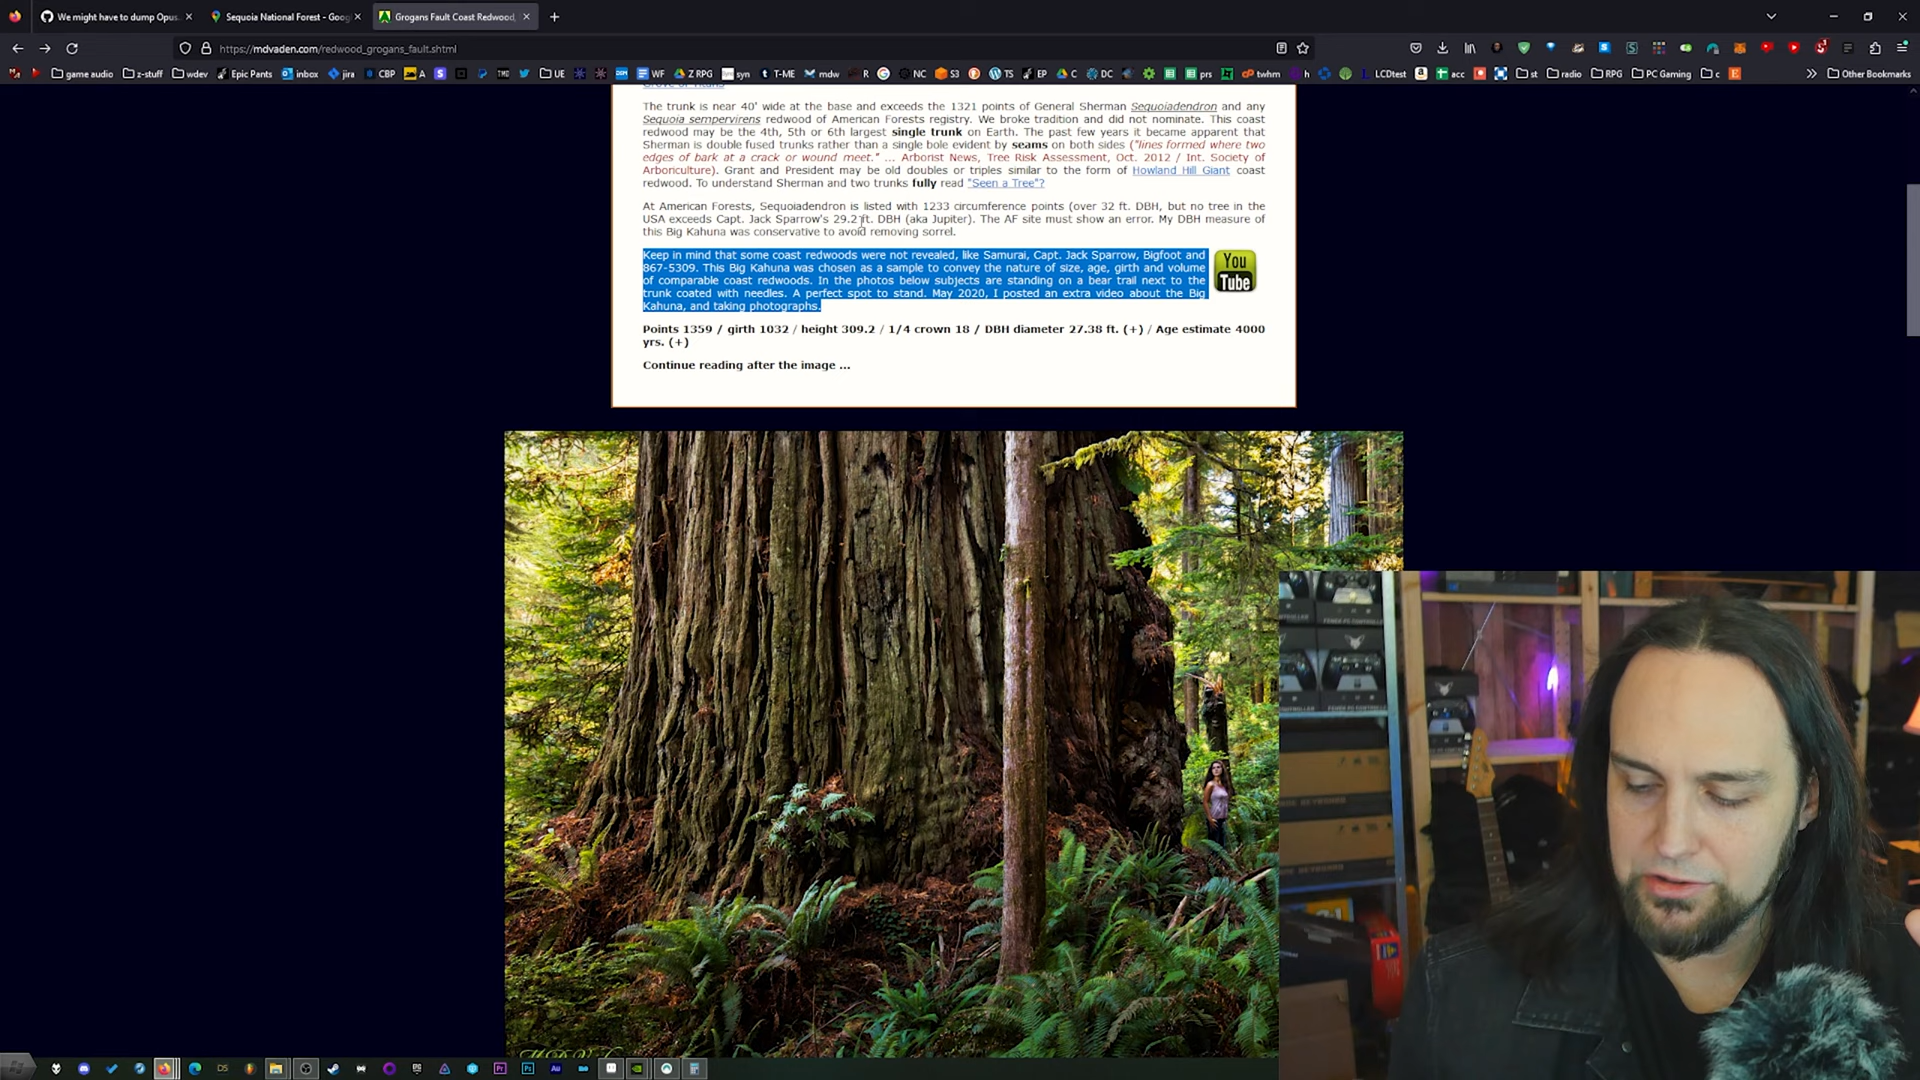 We might have to dump Opus
Sequoia National Forest - Goo
Grogans Fault Coast Redwood,
https://mdvaden.com/redwood_grogans_fault.shtml
game audio z-stuff wdev Epic Pants inbox jira CBP A UE WF Z RPG syn T-ME mdw R NC S3 TS EP C DC prs twhm h LCDtest acc st radio RPG PC Gaming c Other Bookmarks
Grove of Titans
The trunk is near 40' wide at the base and exceeds the 1321 points of General Sherman Sequoiadendron and any
Sequoia sempervirens redwood of American Forests registry. We broke tradition and did not nominate. This coast
redwood may be the 4th, 5th or 6th largest single trunk on Earth. The past few years it became apparent that
Sherman is double fused trunks rather than a single bole evident by seams on both sides ("lines formed where two
edges of bark at a crack or wound meet." ... Arborist News, Tree Risk Assessment, Oct. 2012 / Int. Society of
Arboriculture). Grant and President may be old doubles or triples similar to the form of Howland Hill Giant coast
redwood. To understand Sherman and two trunks fully read "Seen a Tree"?
At American Forests, Sequoiadendron is listed with 1233 circumference points (over 32 ft. DBH, but no tree in the
USA exceeds Capt. Jack Sparrow's 29.2 ft. DBH (aka Jupiter). The AF site must show an error. My DBH measure of
this Big Kahuna was conservative to avoid removing sorrel.
Keep in mind that some coast redwoods were not revealed, like Samurai, Capt. Jack Sparrow, Bigfoot and
867-5309. This Big Kahuna was chosen as a sample to convey the nature of size, age, girth and volume
of comparable coast redwoods. In the photos below subjects are standing on a bear trail next to the
trunk coated with needles. A perfect spot to stand. May 2020, I posted an extra video about the Big
Kahuna, and taking photographs.
You
Tube
Points 1359 / girth 1032 / height 309.2 / 1/4 crown 18 / DBH diameter 27.38 ft. (+) / Age estimate 4000
yrs. (+)
Continue reading after the image ...